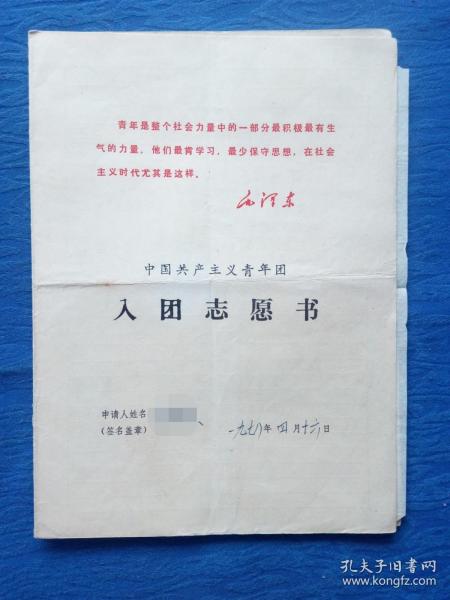 青年是整个社会力量中的一部分最积极最有生
气的力量，他们最肯学习，最少保守思想，在社会
主义时代尤其是这样。
毛泽东
中国共产主义青年团
入团志愿书
申请人姓名
（签名盖章）
一九七八年 四 月 十六 日
孔夫子旧书网
www.kongfz.com